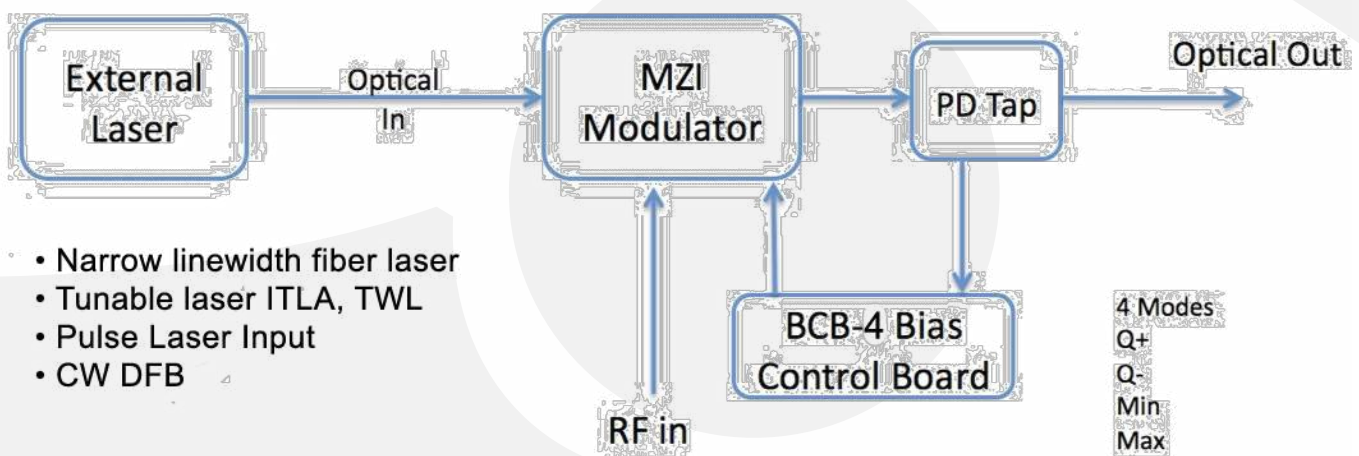 External
Laser
Optical
In
MZI
Modulator
PD Tap
Optical Out
• Narrow linewidth fiber laser
• Tunable laser ITLA, TWL
• Pulse Laser Input
• CW DFB
BCB-4 Bias
Control Board
RF in
4 Modes
Q+
Q-
Min
Max